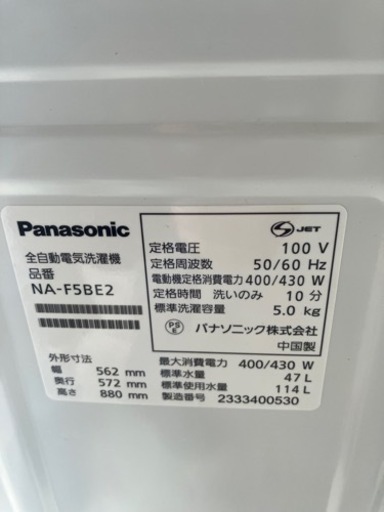 Panasonic
全自動電気洗濯機
品番
NA-F5BE2
外形寸法
幅 562 mm
奥行 572 mm
高さ 880 mm
S JET
定格電圧 100 V
定格周波数 50/60 Hz
電動機定格消費電力 400/430 W
定格時間 洗いのみ 10 分
標準洗濯容量 5.0 kg
PSE パナソニック株式会社
中国製
最大消費電力 400/430 W
標準水量 47 L
標準使用水量 114 L
製造番号 2333400530